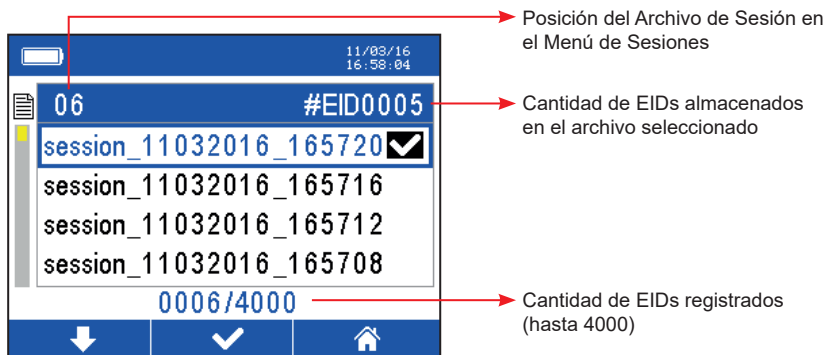 Posición del Archivo de Sesión en
el Menú de Sesiones
11/03/16
16:58:04
06 #EID0005
Cantidad de EIDs almacenados
en el archivo seleccionado
session_11032016_165720
session_11032016_165716
session_11032016_165712
session_11032016_165708
0006/4000
Cantidad de EIDs registrados
(hasta 4000)